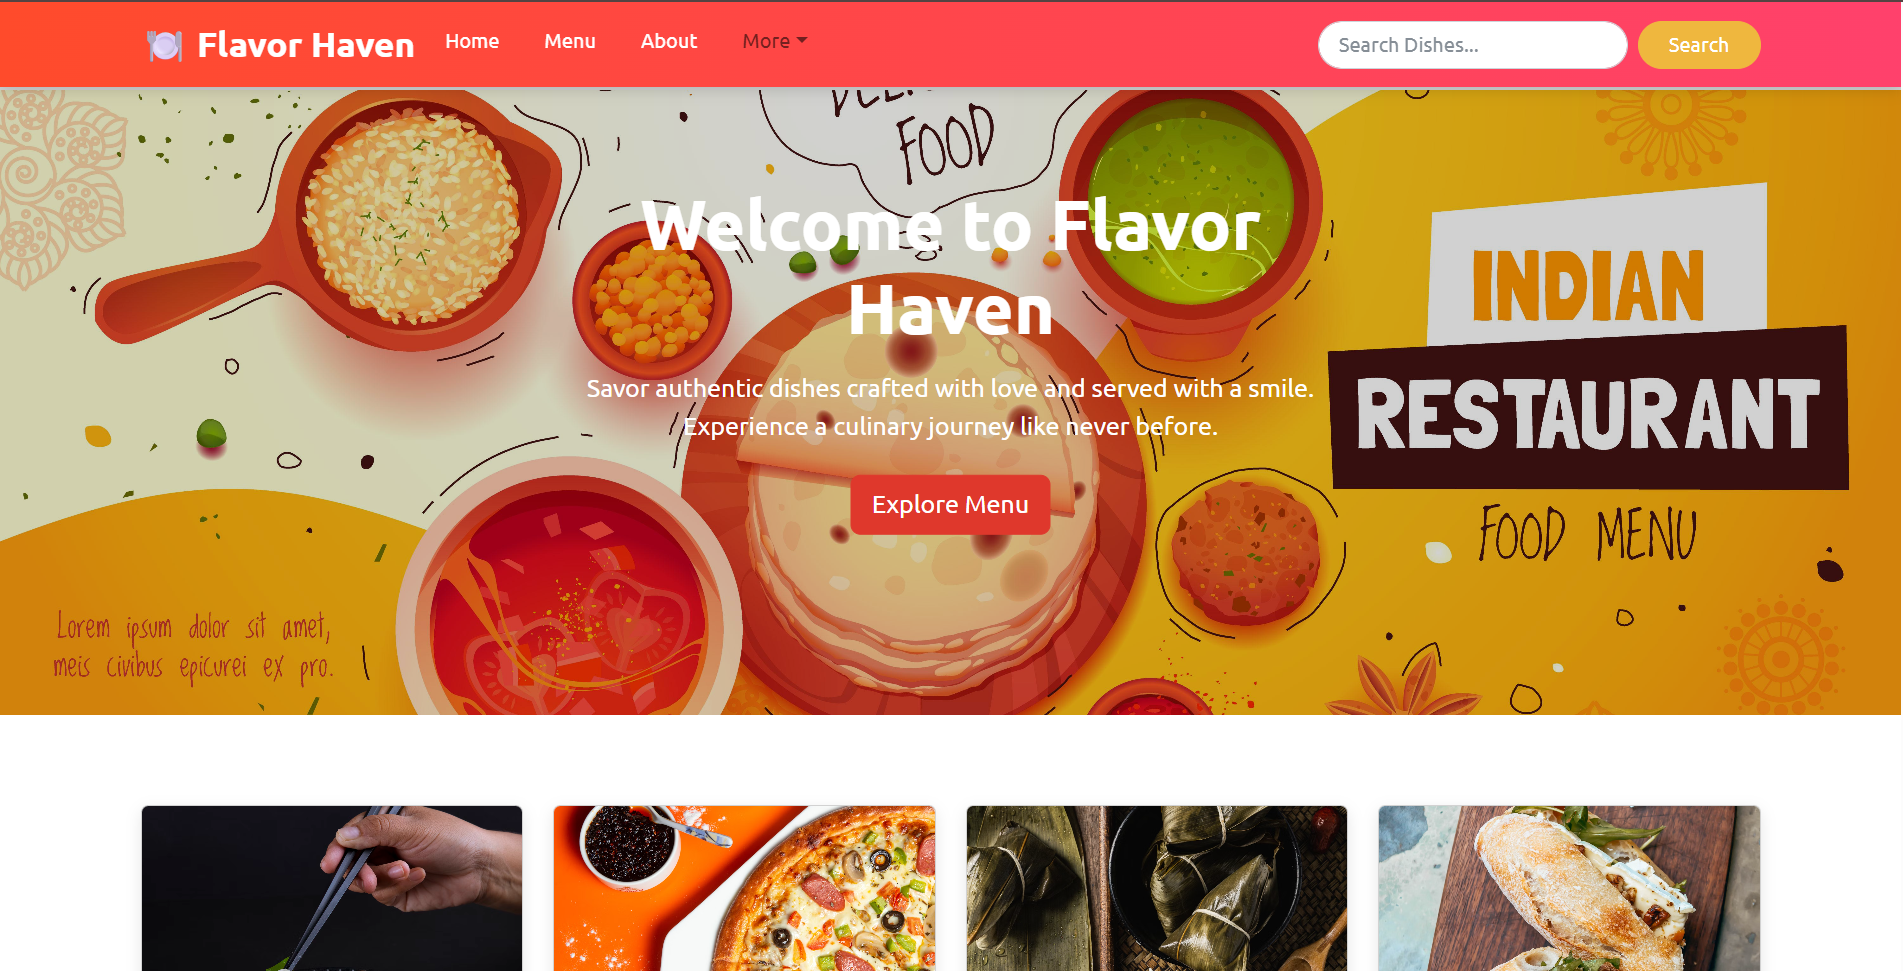 Flavor Haven
Home
Menu
About
More
Search Dishes...
Search
FOOD
Welcome to Flavor
Haven
Savor authentic dishes crafted with love and served with a smile.
Experience a culinary journey like never before.
Explore Menu
INDIAN
RESTAURANT
FOOD MENU
Lorem ipsum dolor sit amet,
meis civibus epicurei ex pro.